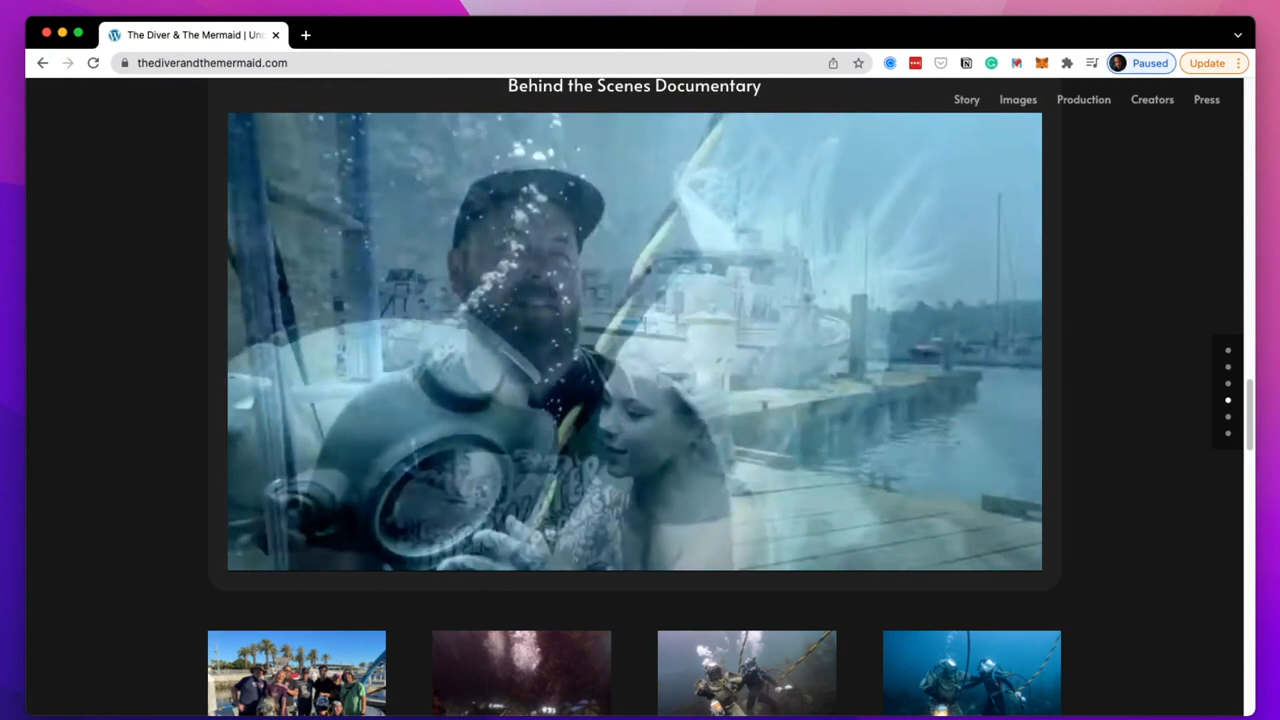 The Diver & The Mermaid | Un
thediverandthemermaid.com
Paused
Update
Behind the Scenes Documentary
Story
Images
Production
Creators
Press